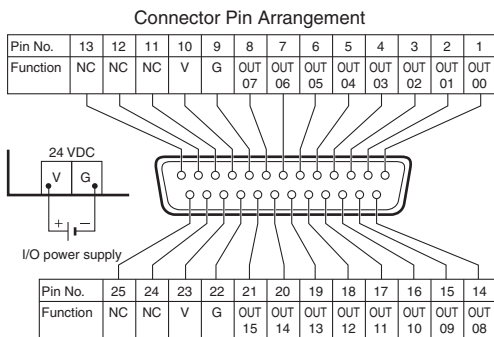 Connector Pin Arrangement
Pin No. 13 12 11 10 9 8 7 6 5 4 3 2 1
Function NC NC NC V G OUT 07 OUT 06 OUT 05 OUT 04 OUT 03 OUT 02 OUT 01 OUT 00
24 VDC
V G
+ −
I/O power supply
Pin No. 25 24 23 22 21 20 19 18 17 16 15 14
Function NC NC V G OUT 15 OUT 14 OUT 13 OUT 12 OUT 11 OUT 10 OUT 09 OUT 08